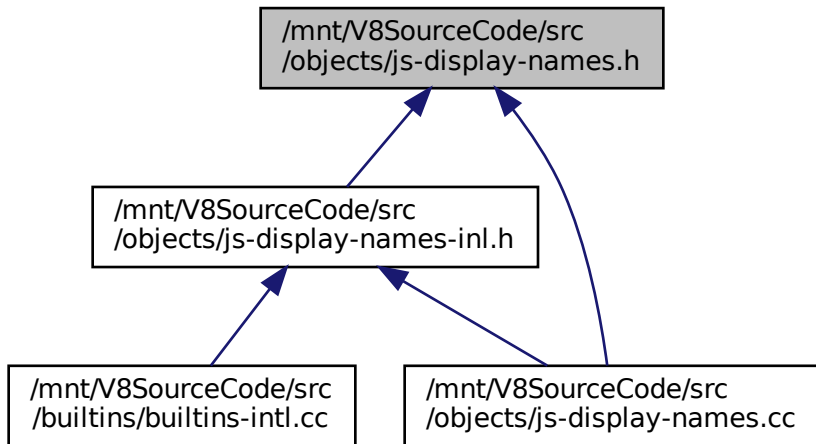 /mnt/V8SourceCode/src
/objects/js-display-names.h
/mnt/V8SourceCode/src
/objects/js-display-names-inl.h
/mnt/V8SourceCode/src
/builtins/builtins-intl.cc
/mnt/V8SourceCode/src
/objects/js-display-names.cc